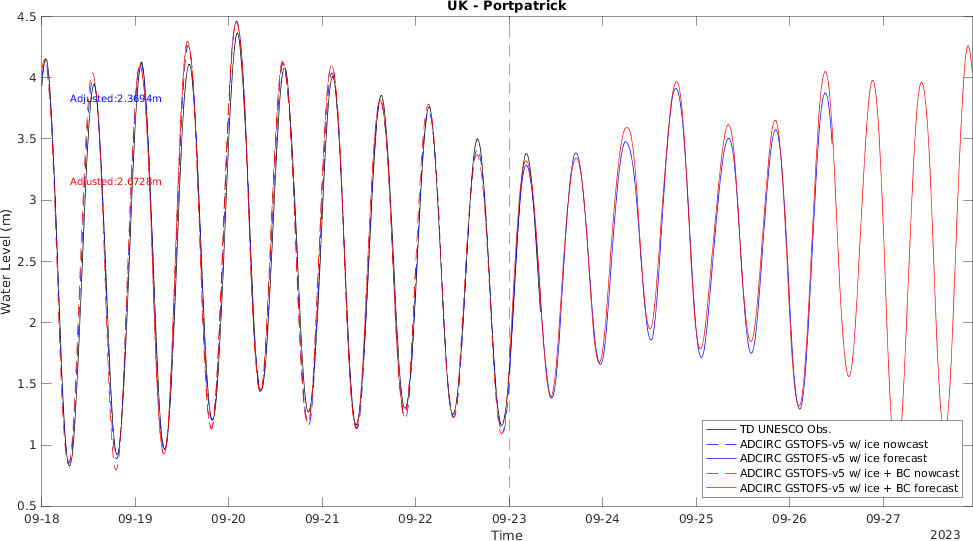 UK - Portpatrick
4.5
4
3.5
3
2.5
2
1.5
1
0.5
Water Level (m)
Adjusted:2.3694m
Adjusted:2.6728m
TD UNESCO Obs.
ADCIRC GSTOFS-v5 w/ ice nowcast
ADCIRC GSTOFS-v5 w/ ice forecast
ADCIRC GSTOFS-v5 w/ ice + BC nowcast
ADCIRC GSTOFS-v5 w/ ice + BC forecast
09-18 09-19 09-20 09-21 09-22 09-23 09-24 09-25 09-26 09-27
Time
2023